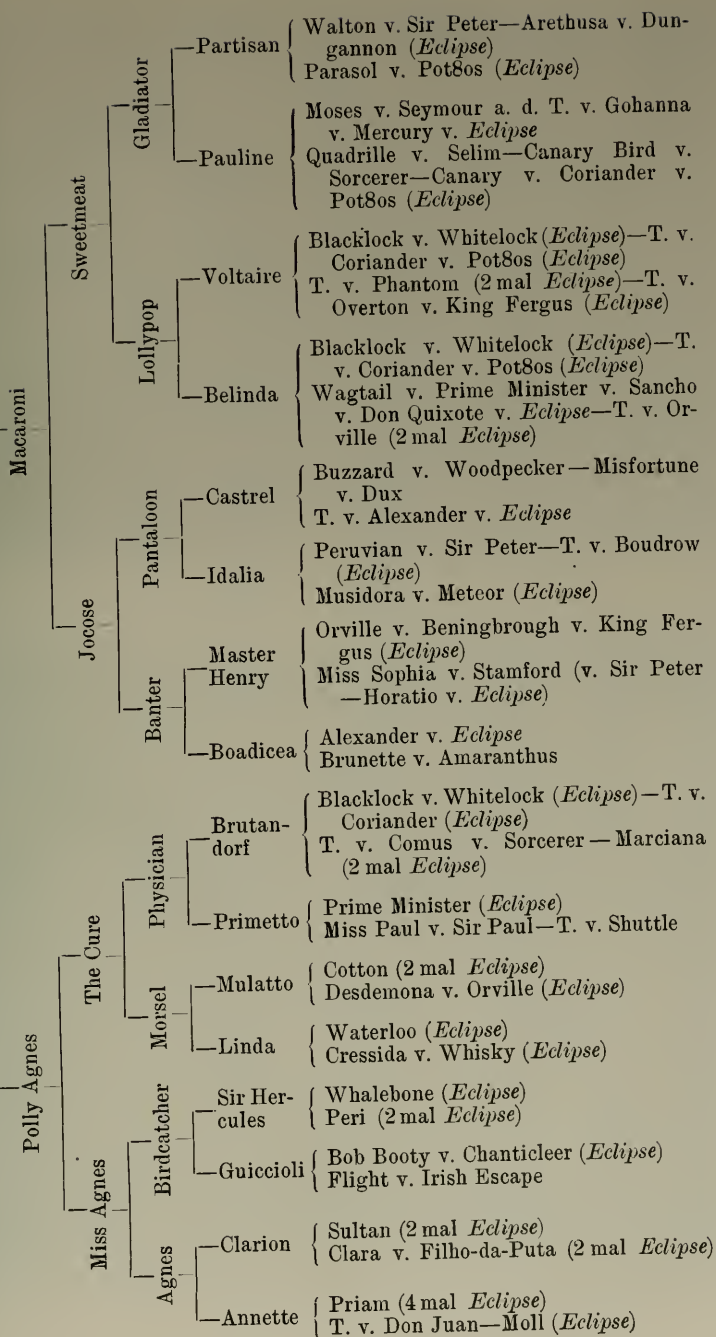 Macaroni
Sweetmeat
Gladiator
—Partisan
Walton v. Sir Peter—Arethusa v. Dun-
gannon (Eclipse)
Parasol v. Pot8os (Eclipse)
—Pauline
Moses v. Seymour a. d. T. v. Gohanna
v. Mercury v. Eclipse
Quadrille v. Selim—Canary Bird v.
Sorcerer—Canary v. Coriander v.
Pot8os (Eclipse)
Lollypop
—Voltaire
Blacklock v. Whitelock (Eclipse)—T. v.
Coriander v. Pot8os (Eclipse)
T. v. Phantom (2 mal Eclipse)—T. v.
Overton v. King Fergus (Eclipse)
—Belinda
Blacklock v. Whitelock (Eclipse)—T.
v. Coriander v. Pot8os (Eclipse)
Wagtail v. Prime Minister v. Sancho
v. Don Quixote v. Eclipse—T. v. Or-
ville (2 mal Eclipse)
Jocose
Pantaloon
—Castrel
Buzzard v. Woodpecker—Misfortune
v. Dux
T. v. Alexander v. Eclipse
—Idalia
Peruvian v. Sir Peter—T. v. Boudrow
(Eclipse)
Musidora v. Meteor (Eclipse)
Banter
Master
Henry
Orville v. Beningbrough v. King Fer-
gus (Eclipse)
Miss Sophia v. Stamford (v. Sir Peter
—Horatio v. Eclipse)
—Boadicea
Alexander v. Eclipse
Brunette v. Amaranthus
Polly Agnes
The Cure
Physician
Brutan-
dorf
Blacklock v. Whitelock (Eclipse)—T. v.
Coriander (Eclipse)
T. v. Comus v. Sorcerer—Marciana
(2 mal Eclipse)
—Primetto
Prime Minister (Eclipse)
Miss Paul v. Sir Paul—T. v. Shuttle
Morsel
—Mulatto
Cotton (2 mal Eclipse)
Desdemona v. Orville (Eclipse)
—Linda
Waterloo (Eclipse)
Cressida v. Whisky (Eclipse)
Miss Agnes
Birdcatcher
Sir Her-
cules
Whalebone (Eclipse)
Peri (2 mal Eclipse)
—Guiccioli
Bob Booty v. Chanticleer (Eclipse)
Flight v. Irish Escape
Agnes
—Clarion
Sultan (2 mal Eclipse)
Clara v. Filho-da-Puta (2 mal Eclipse)
—Annette
Priam (4 mal Eclipse)
T. v. Don Juan—Moll (Eclipse)